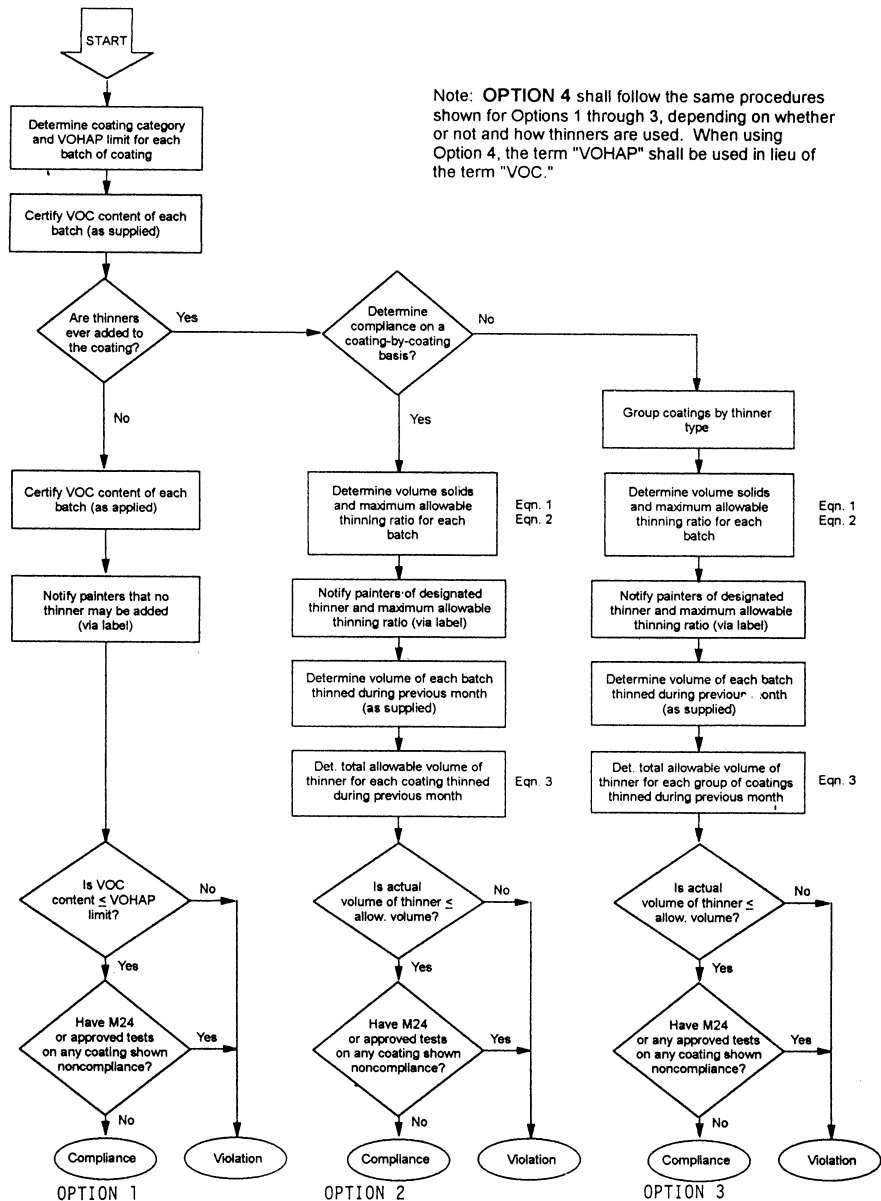 START
Note: OPTION 4 shall follow the same procedures
shown for Options 1 through 3, depending on whether
or not and how thinners are used. When using
Option 4, the term "VOHAP" shall be used in lieu of
the term "VOC."
Determine coating category
and VOHAP limit for each
batch of coating
Certify VOC content of each
batch (as supplied)
Are thinners
ever added to
the coating?
Yes
No
Determine
compliance on a
coating-by-coating
basis?
No
Yes
Group coatings by thinner
type
Certify VOC content of each
batch (as applied)
Notify painters that no
thinner may be added
(via label)
Determine volume solids
and maximum allowable
thinning ratio for each
batch
Eqn. 1
Eqn. 2
Notify painters of designated
thinner and maximum allowable
thinning ratio (via label)
Determine volume of each batch
thinned during previous month
(as supplied)
Det. total allowable volume of
thinner for each coating thinned
during previous month
Eqn. 3
Determine volume solids
and maximum allowable
thinning ratio for each
batch
Eqn. 1
Eqn. 2
Notify painters of designated
thinner and maximum allowable
thinning ratio (via label)
Determine volume of each batch
thinned during
(as supplied)
Det. total allowable volume of
thinner for each group of coatings
thinned during previous month
Eqn. 3
Is VOC
content ≤ VOHAP
limit?
No
Yes
Have M24
or approved tests
on any coating shown
noncompliance?
Yes
No
Compliance
Violation
OPTION 1
Is actual
volume of thinner ≤
allow. volume?
No
Yes
Have M24
or approved tests
on any coating shown
noncompliance?
Yes
No
Compliance
Violation
OPTION 2
Is actual
volume of thinner ≤
allow. volume?
No
Yes
Have M24
or any approved tests
on any coating shown
noncompliance?
Yes
No
Compliance
Violation
OPTION 3